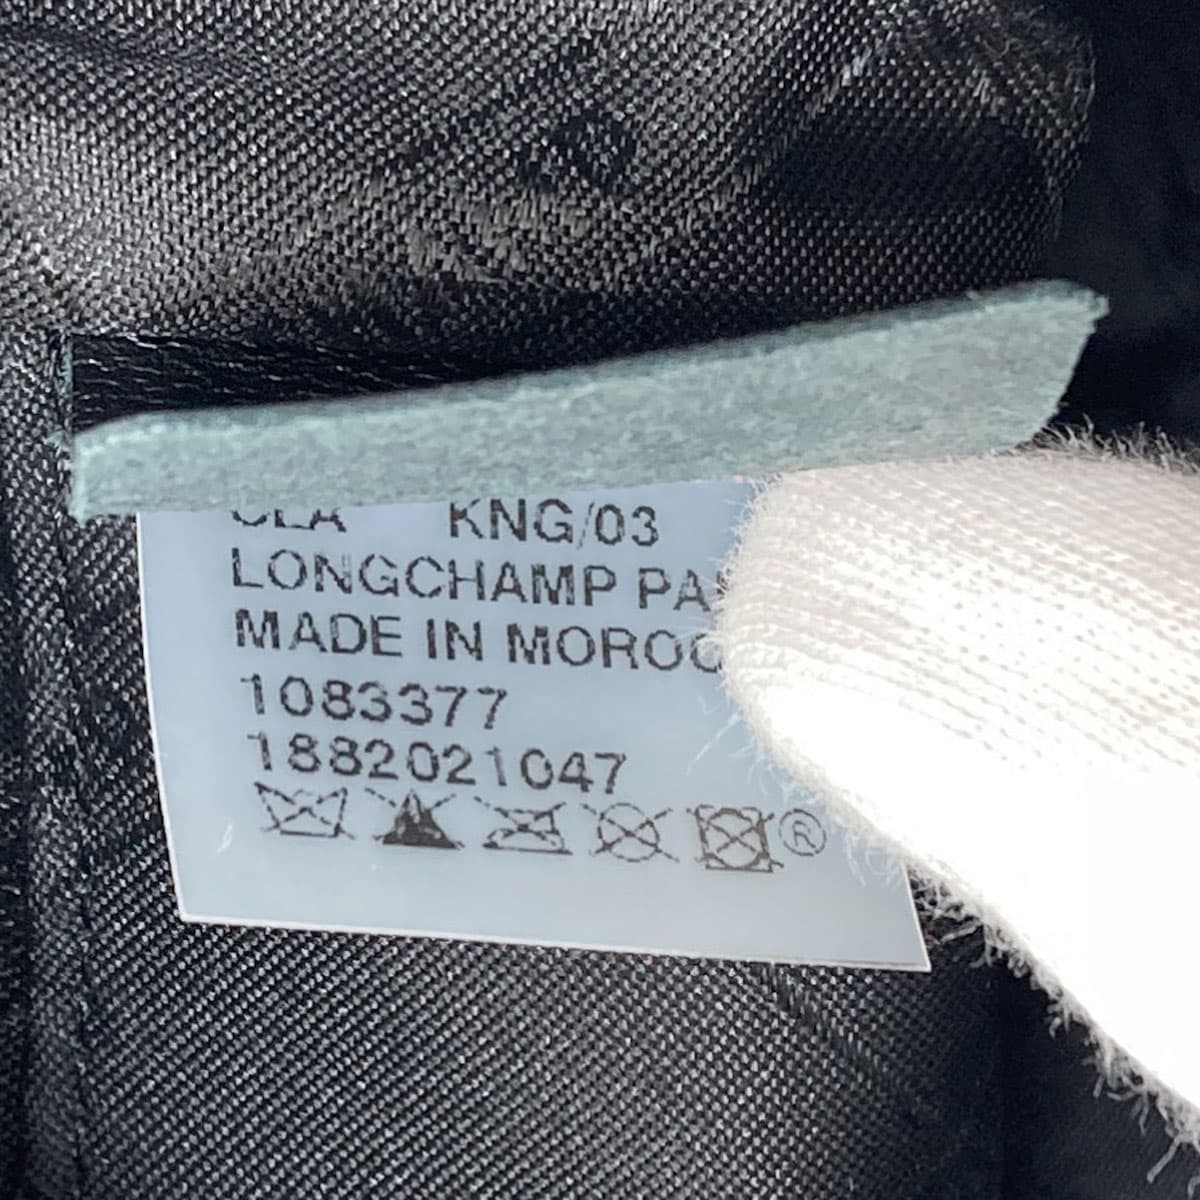 KNG/03
LONGCHAMP PA
MADE IN MOROC
1083377
1882021047
®